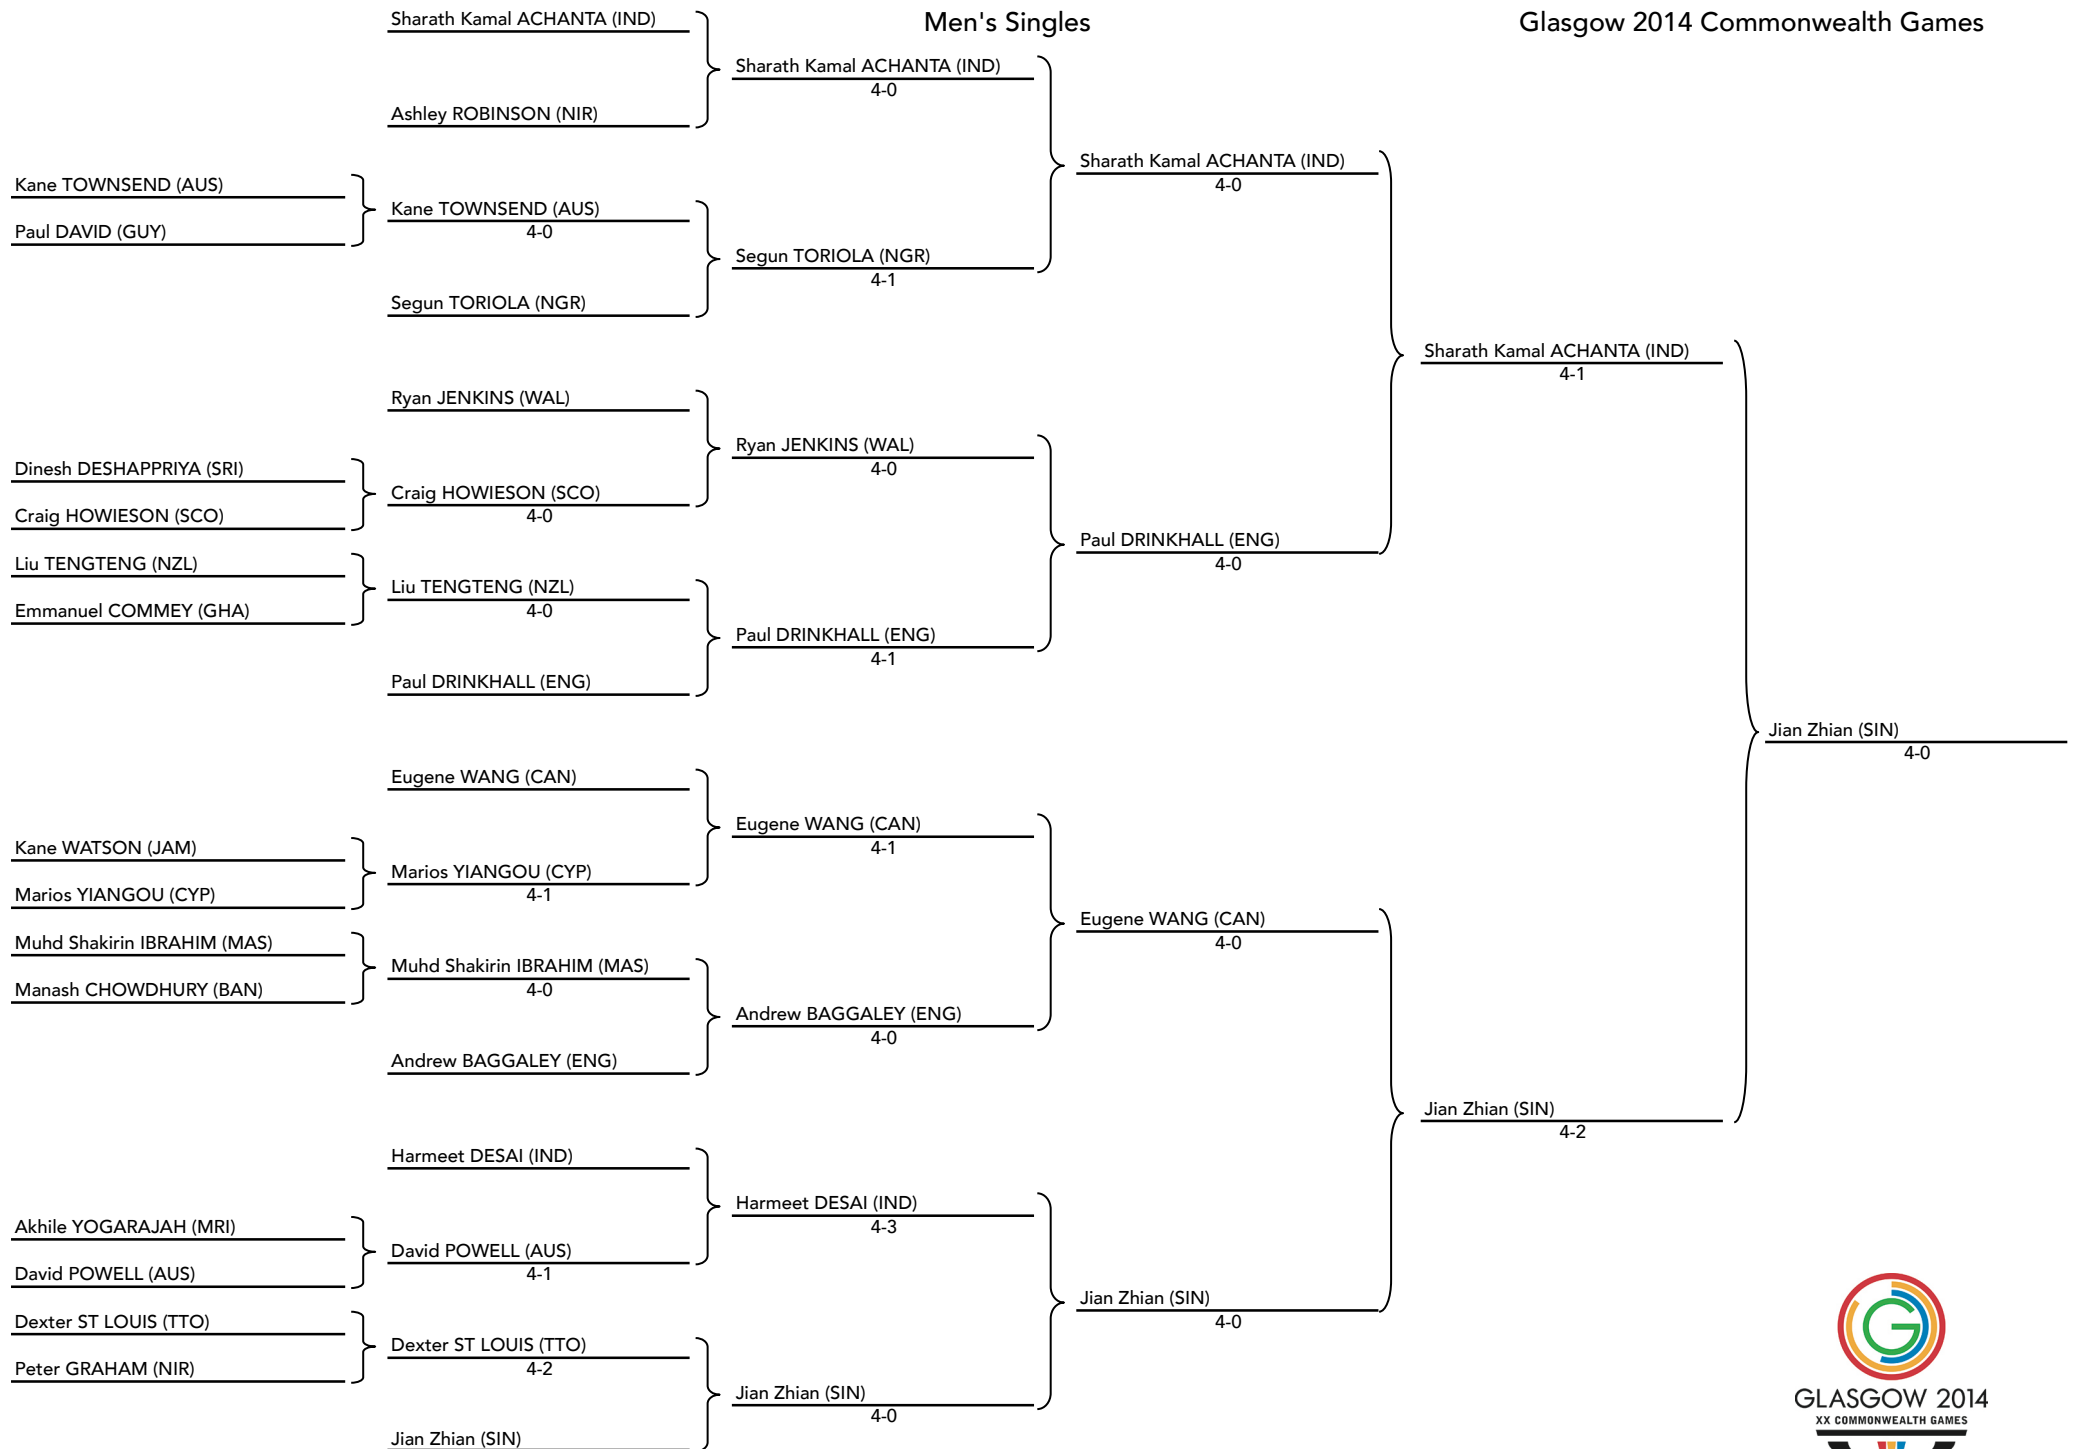 Men's Singles
Glasgow 2014 Commonwealth Games
Sharath Kamal ACHANTA (IND)
Sharath Kamal ACHANTA (IND)
4-0
Ashley ROBINSON (NIR)
Sharath Kamal ACHANTA (IND)
4-0
Kane TOWNSEND (AUS)
Kane TOWNSEND (AUS)
4-0
Paul DAVID (GUY)
Segun TORIOLA (NGR)
4-1
Segun TORIOLA (NGR)
Sharath Kamal ACHANTA (IND)
4-1
Ryan JENKINS (WAL)
Ryan JENKINS (WAL)
4-0
Dinesh DESHAPPRIYA (SRI)
Craig HOWIESON (SCO)
4-0
Craig HOWIESON (SCO)
Paul DRINKHALL (ENG)
4-0
Liu TENGTENG (NZL)
Liu TENGTENG (NZL)
4-0
Emmanuel COMMEY (GHA)
Paul DRINKHALL (ENG)
4-1
Paul DRINKHALL (ENG)
Jian Zhian (SIN)
4-0
Eugene WANG (CAN)
Eugene WANG (CAN)
4-1
Kane WATSON (JAM)
Marios YIANGOU (CYP)
4-1
Marios YIANGOU (CYP)
Eugene WANG (CAN)
4-0
Muhd Shakirin IBRAHIM (MAS)
Muhd Shakirin IBRAHIM (MAS)
4-0
Manash CHOWDHURY (BAN)
Andrew BAGGALEY (ENG)
4-0
Andrew BAGGALEY (ENG)
Jian Zhian (SIN)
4-2
Harmeet DESAI (IND)
Harmeet DESAI (IND)
4-3
Akhile YOGARAJAH (MRI)
David POWELL (AUS)
4-1
David POWELL (AUS)
Jian Zhian (SIN)
4-0
Dexter ST LOUIS (TTO)
Dexter ST LOUIS (TTO)
4-2
Peter GRAHAM (NIR)
Jian Zhian (SIN)
4-0
Jian Zhian (SIN)
GLASGOW 2014
XX COMMONWEALTH GAMES